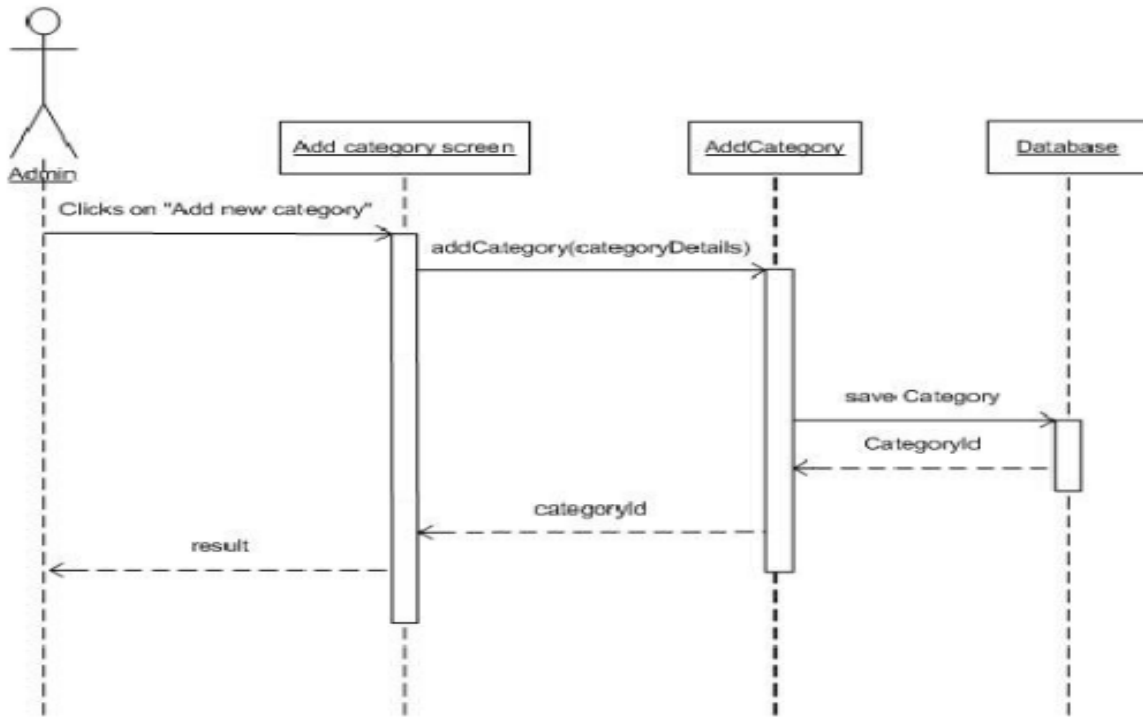 Admin
Add category screen
AddCategory
Database
Clicks on "Add new category"
addCategory(categoryDetails)
save Category
CategoryId
categoryId
result